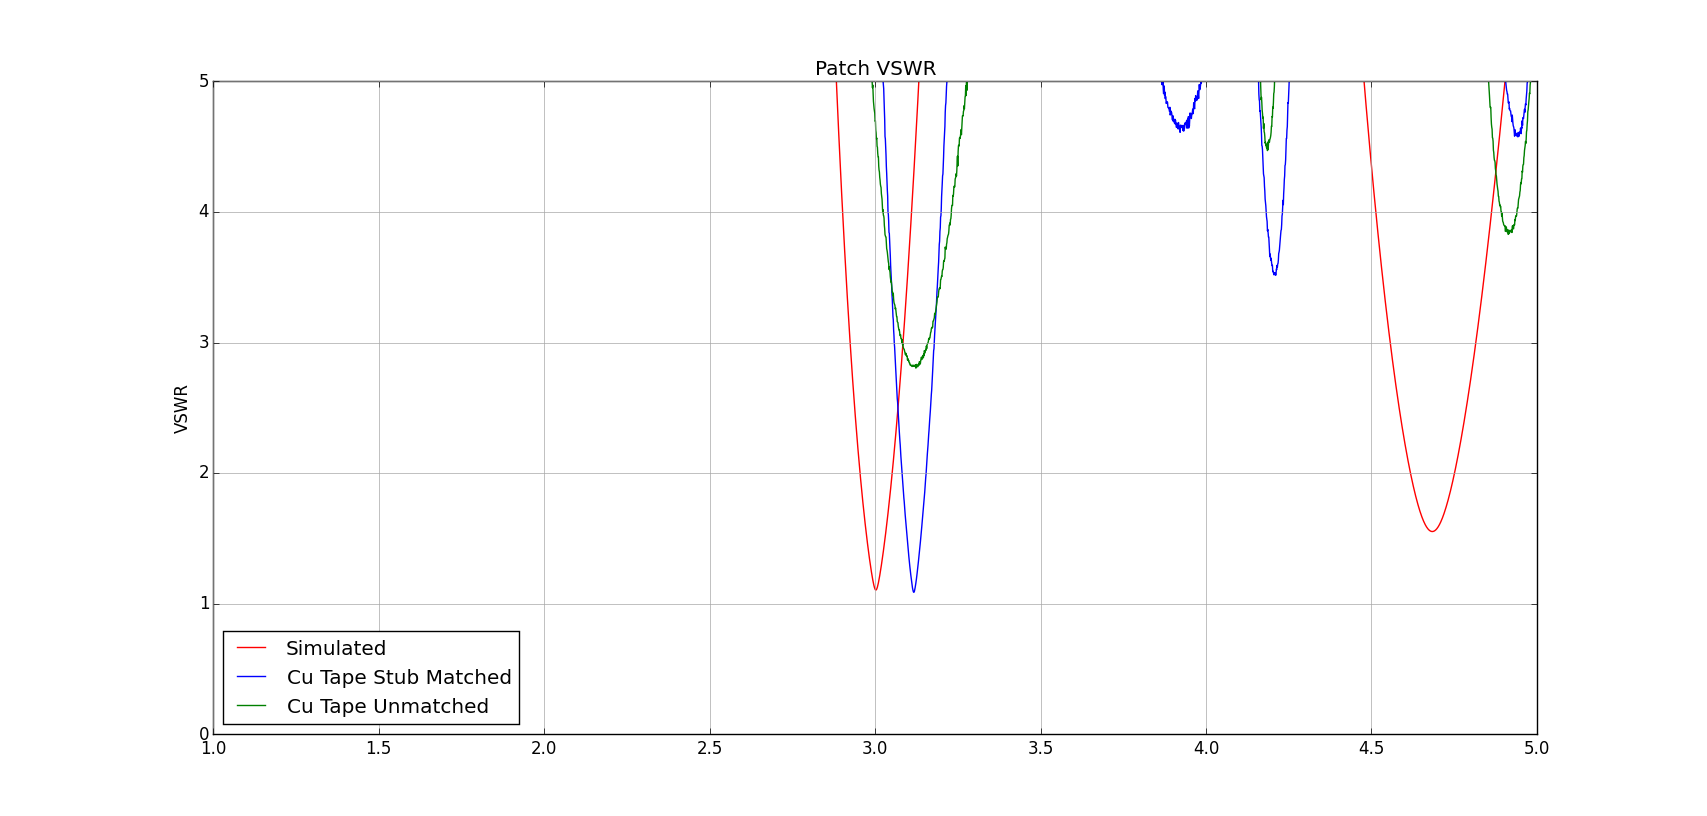 Patch VSWR
5
4
3
2
1
0
VSWR
Simulated
Cu Tape Stub Matched
Cu Tape Unmatched
1.0 1.5 2.0 2.5 3.0 3.5 4.0 4.5 5.0